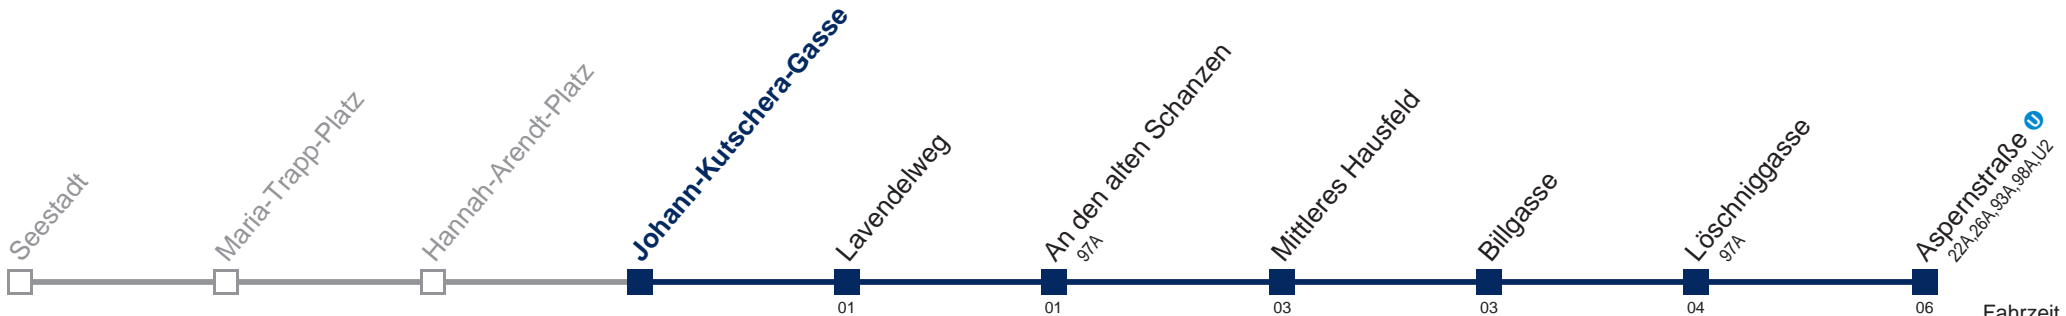 Seestadt
Maria-Trapp-Platz
Hannah-Arendt-Platz
Johann-Kutschera-Gasse
Lavendelweg
01
An den alten Schanzen
97A
01
Mittleres Hausfeld
03
Billgasse
03
Löschniggasse
97A
04
Aspernstraße U
22A,26A,93A,98A,U2
06
Fahrzeit